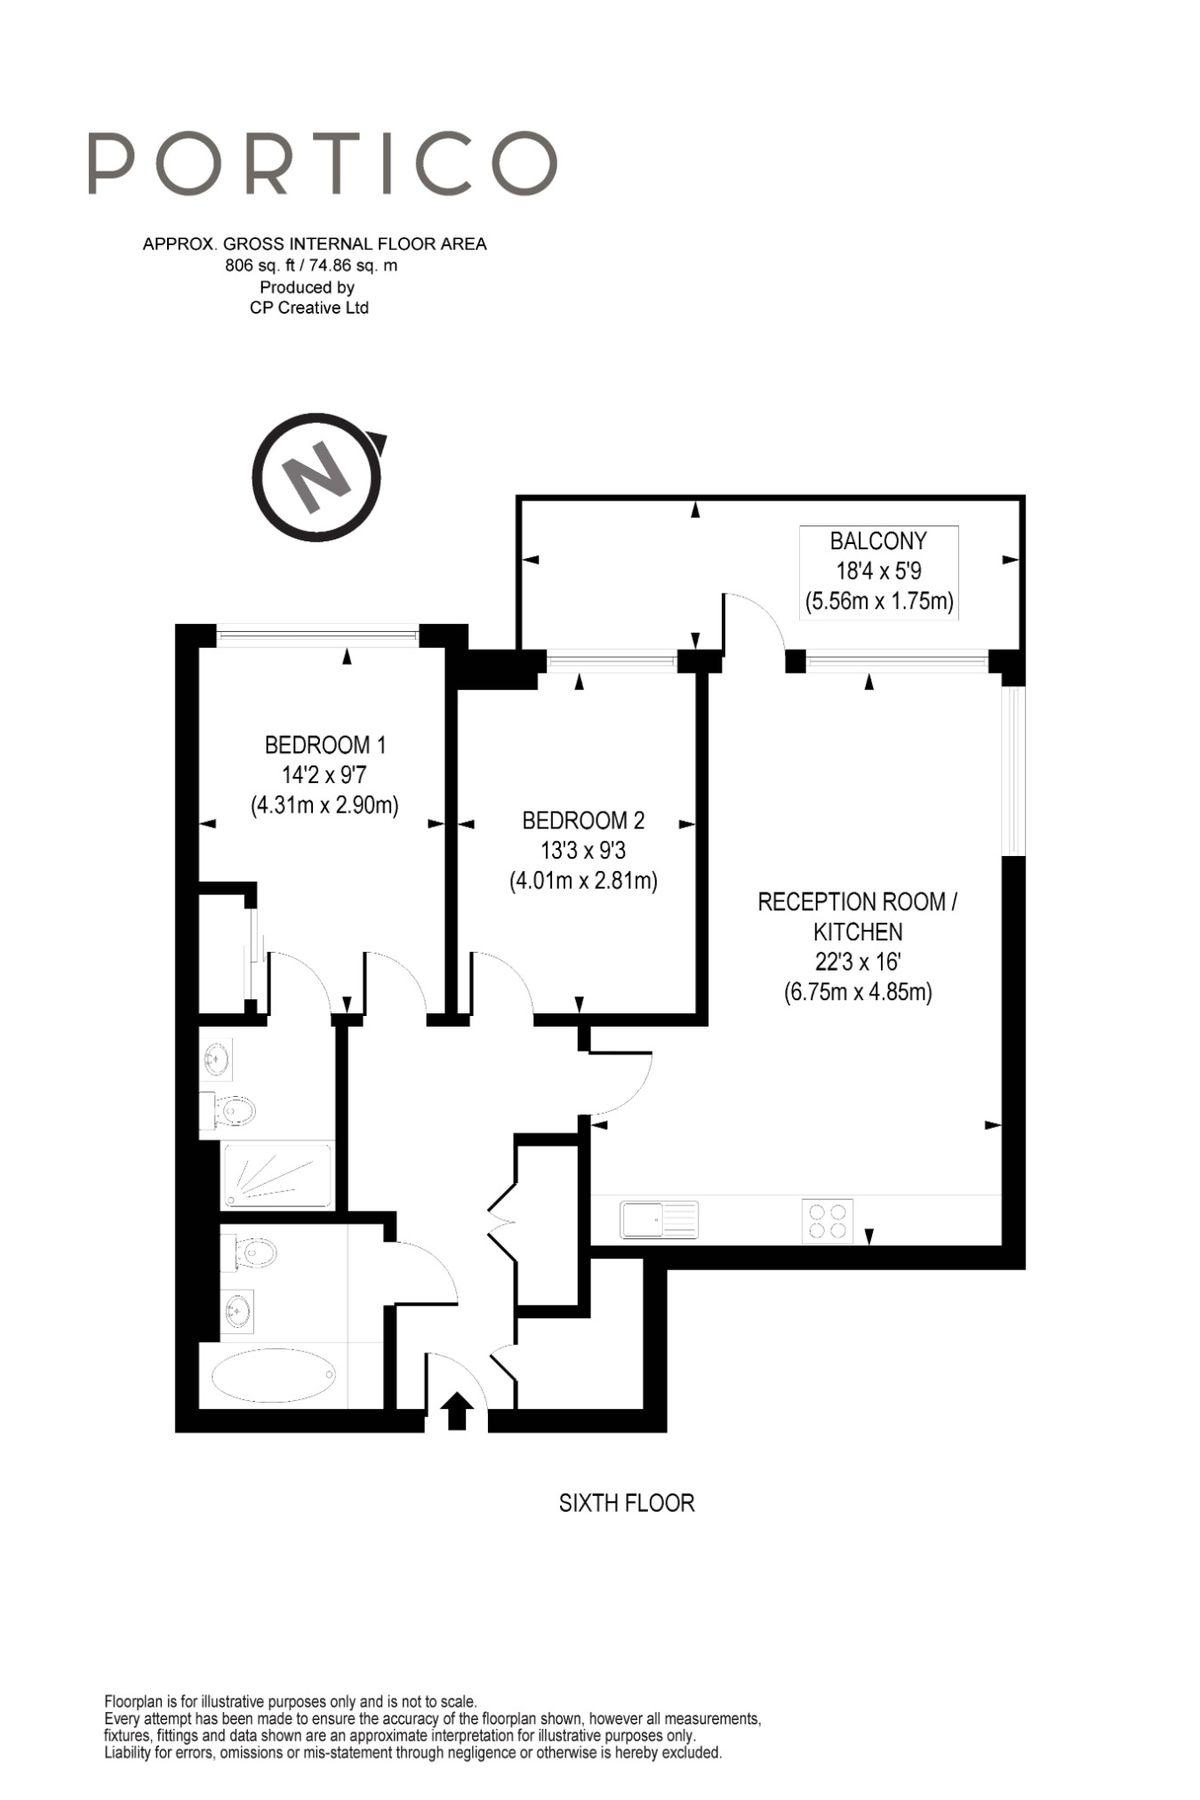 PORTICO
APPROX. GROSS INTERNAL FLOOR AREA
806 sq. ft / 74.86 sq. m
Produced by
CP Creative Ltd
N
BALCONY
18'4 x 5'9
(5.56m x 1.75m)
BEDROOM 1
14'2 x 9'7
(4.31m x 2.90m)
BEDROOM 2
13'3 x 9'3
(4.01m x 2.81m)
RECEPTION ROOM /
KITCHEN
22'3 x 16'
(6.75m x 4.85m)
SIXTH FLOOR
Floorplan is for illustrative purposes only and is not to scale.
Every attempt has been made to ensure the accuracy of the floorplan shown, however all measurements,
fixtures, fittings and data shown are an approximate interpretation for illustrative purposes only.
Liability for errors, omissions or mis-statement through negligence or otherwise is hereby excluded.